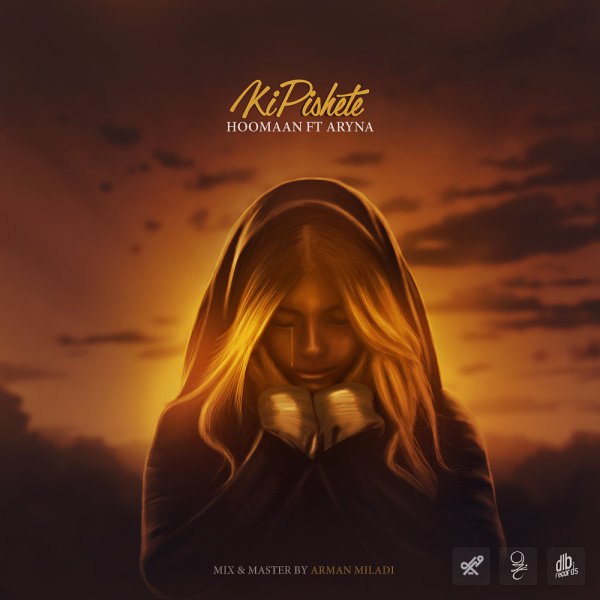 KiPishete
HOOMAAN FT ARYNA
MIX & MASTER BY ARMAN MILADI
dlb.
records